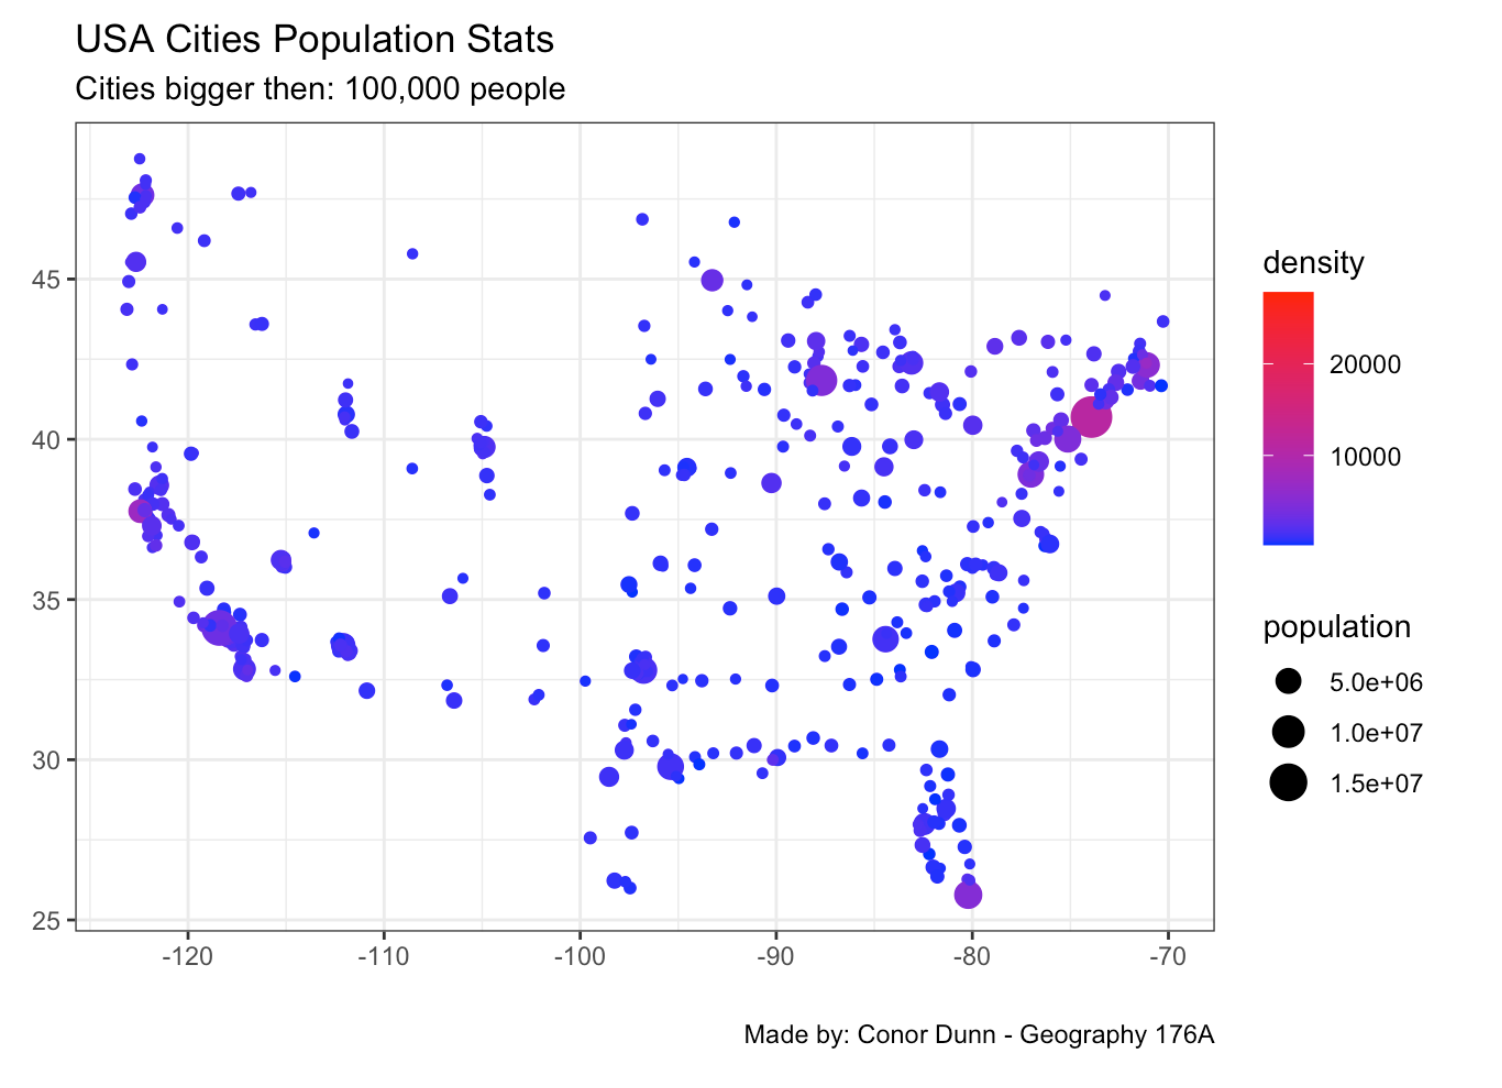 USA Cities Population Stats
Cities bigger then: 100,000 people
45
40
35
30
25
-120 -110 -100 -90 -80 -70
density
20000
10000
population
5.0e+06
1.0e+07
1.5e+07
Made by: Conor Dunn - Geography 176A